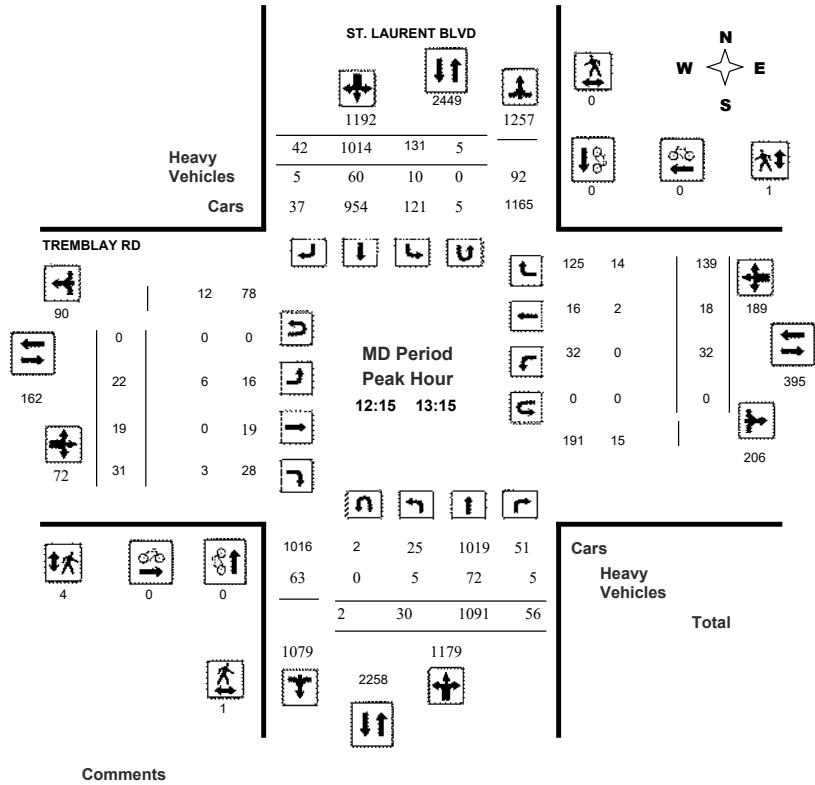 ST. LAURENT BLVD
N
W E
S
2449
0
1192 1257
42 1014 131 5
Heavy
Vehicles
5 60 10 0 92
0 0 1
Cars
37 954 121 5 1165
TREMBLAY RD
125 14 139
90
12 78
16 2 18 189
0 0 0
MD Period
Peak Hour
12:15 13:15
32 0 32
162
22 6 16
395
0 0 0
19 0 19
191 15
206
72
31 3 28
1016 2 25 1019 51
Cars
63 0 5 72 5
Heavy
Vehicles
4 0 0
2 30 1091 56
Total
1079 1179
2258
1
Comments